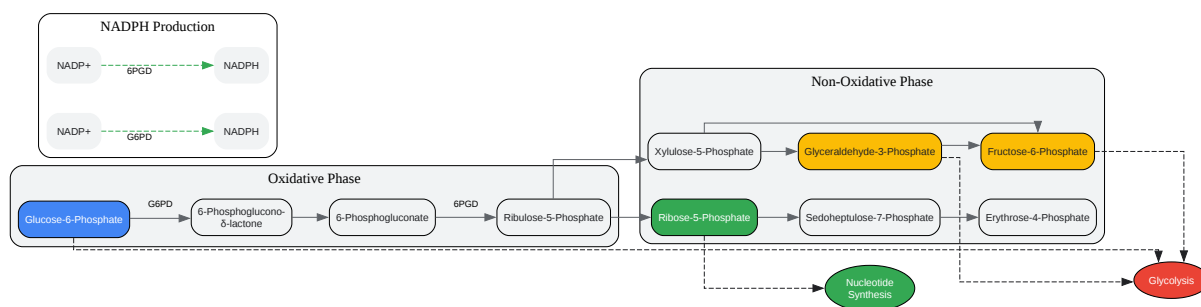 NADPH Production
NADP+
6PGD
NADPH
NADP+
G6PD
NADPH
Oxidative Phase
Glucose-6-Phosphate
G6PD
6-Phosphoglucono-
δ-lactone
6-Phosphogluconate
6PGD
Ribulose-5-Phosphate
Non-Oxidative Phase
Xylulose-5-Phosphate
Glyceraldehyde-3-Phosphate
Fructose-6-Phosphate
Ribose-5-Phosphate
Sedoheptulose-7-Phosphate
Erythrose-4-Phosphate
Nucleotide
Synthesis
Glycolysis